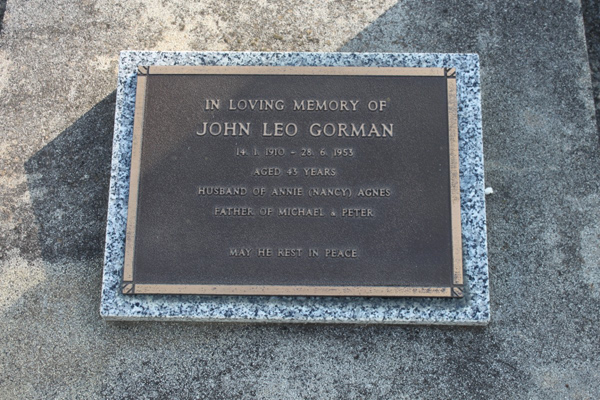 IN LOVING MEMORY OF
JOHN LEO GORMAN
14. 1. 1910 - 28. 6. 1953
AGED 43 YEARS
HUSBAND OF ANNIE (NANCY) AGNES
FATHER OF MICHAEL & PETER
MAY HE REST IN PEACE